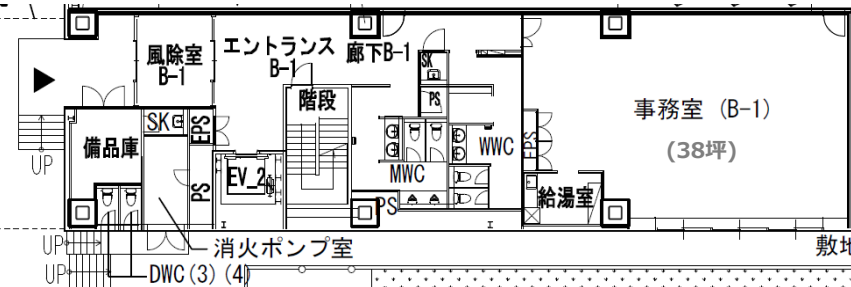 風除室
B-1
エントランス
B-1
廊下B-1
階段
SK
PS
事務室 (B-1)
(38坪)
UP
備品庫
SK
EPS
PS
EV_2
MWC
WWC
EPS
PS
給湯室
UP
消火ポンプ室
敷地
UP
DWC(3)(4)